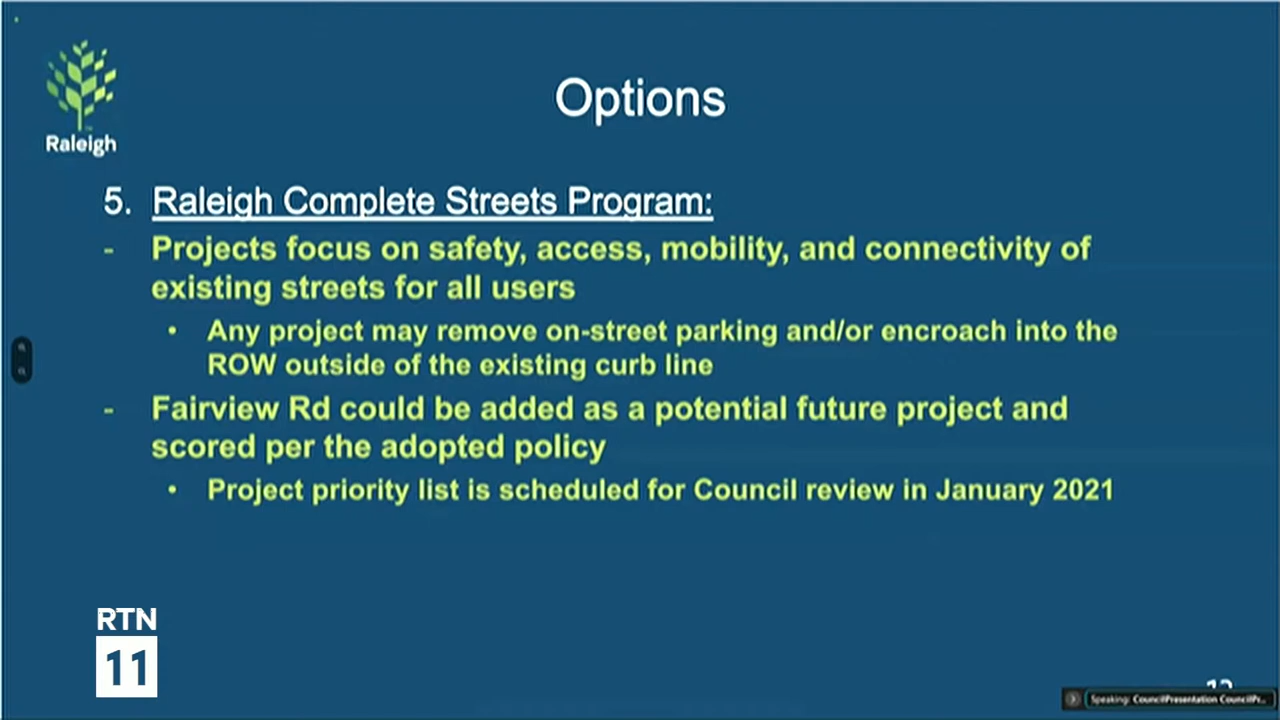 Raleigh
Options
5. Raleigh Complete Streets Program:
- Projects focus on safety, access, mobility, and connectivity of
existing streets for all users
• Any project may remove on-street parking and/or encroach into the
ROW outside of the existing curb line
- Fairview Rd could be added as a potential future project and
scored per the adopted policy
• Project priority list is scheduled for Council review in January 2021
RTN
11
Speaking: CouncilPresentation CouncilPr...